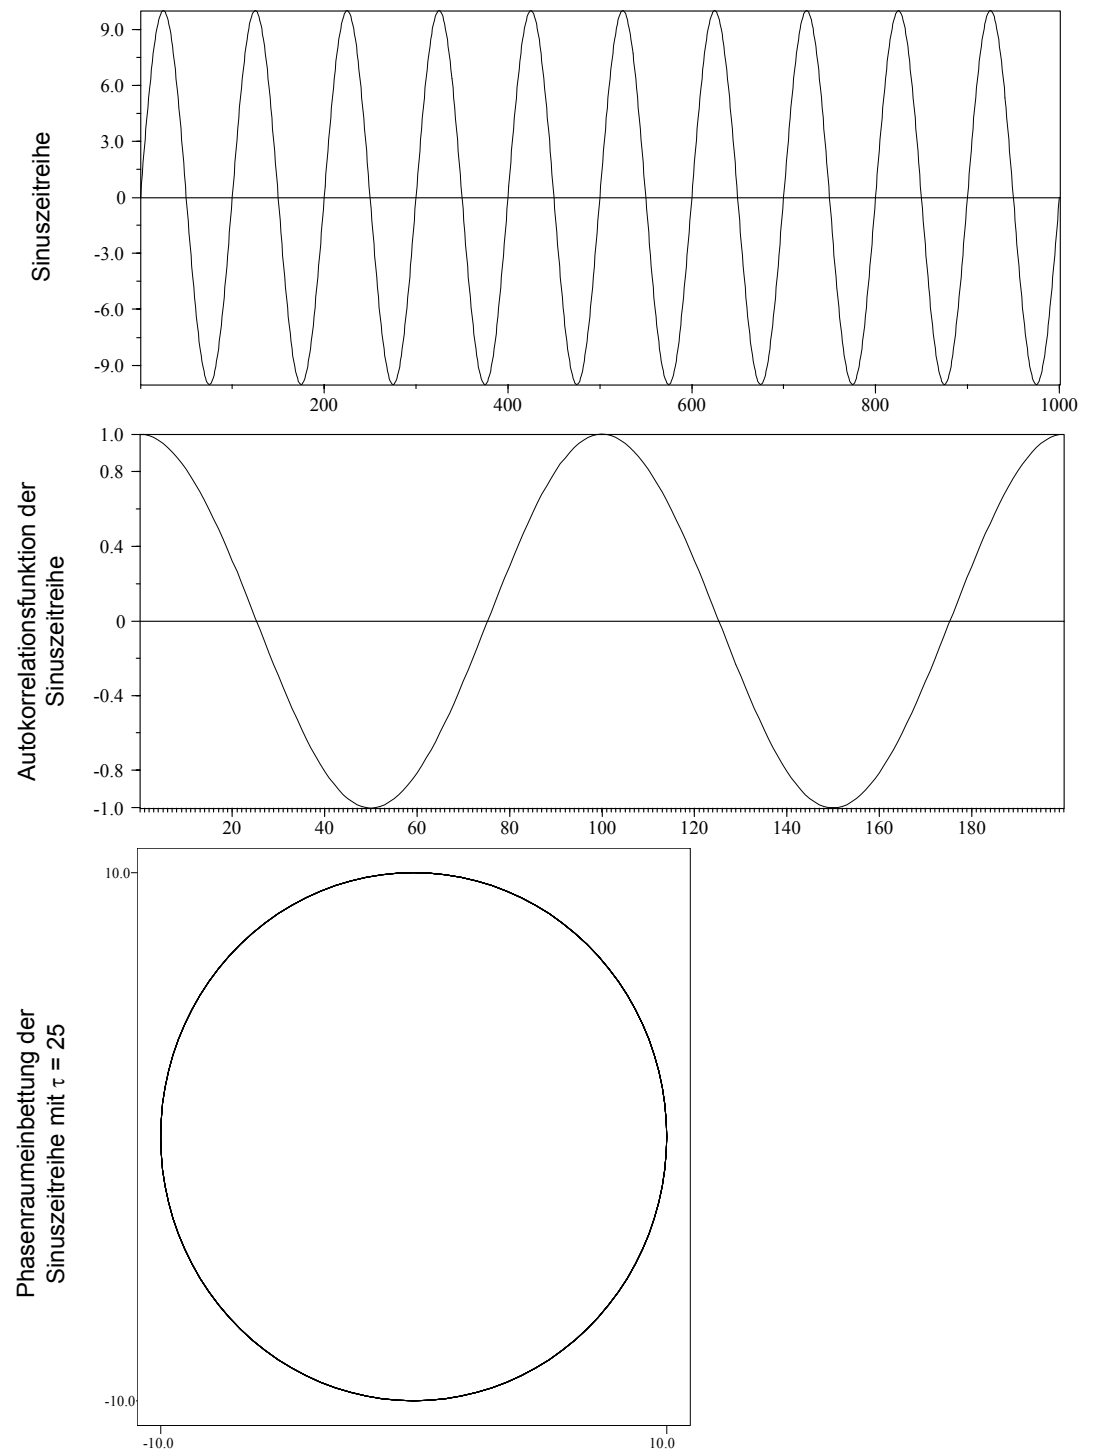 Sinuszeitreihe
9.0
6.0
3.0
0
-3.0
-6.0
-9.0
200 400 600 800 1000
Autokorrelationsfunktion der
Sinuszeitreihe
1.0
0.8
0.4
0
-0.4
-0.8
-1.0
20 40 60 80 100 120 140 160 180
Phasenraumeinbettung der
Sinuszeitreihe mit τ = 25
10.0
-10.0
-10.0 10.0